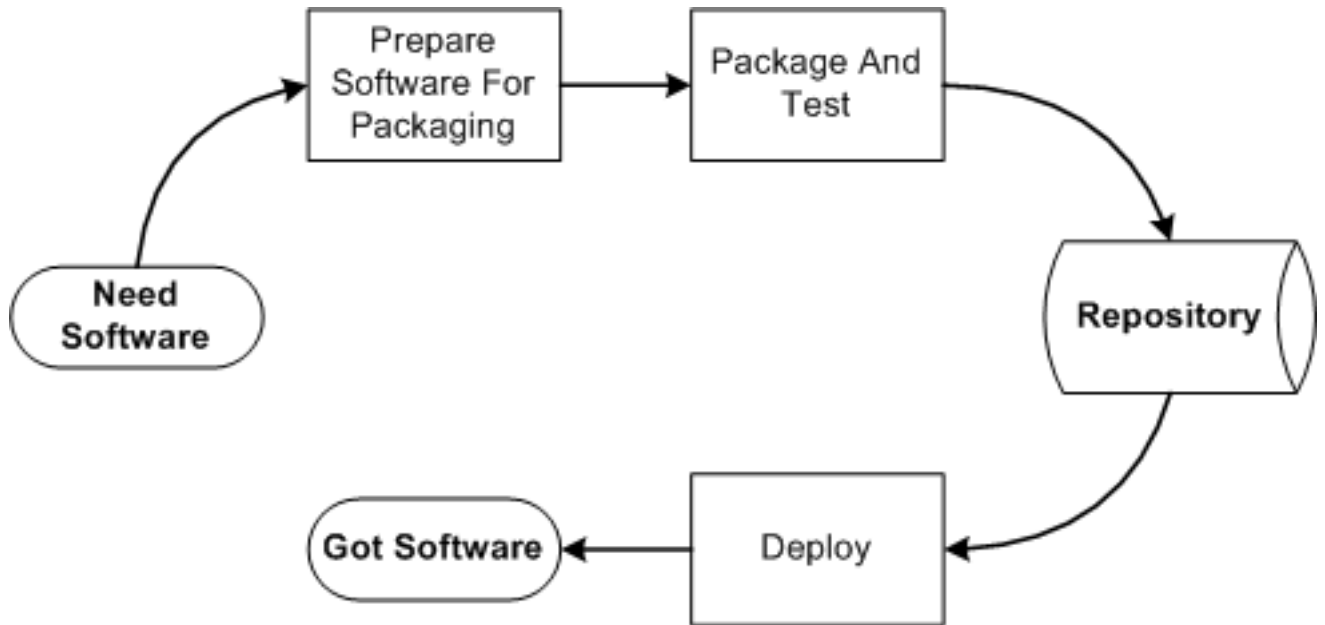 Prepare
Software For
Packaging
Package And
Test
Need
Software
Repository
Got Software
Deploy